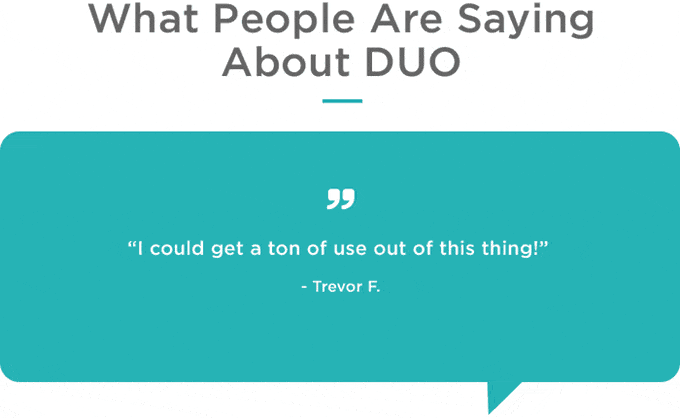 What People Are Saying
About DUO
”
“I could get a ton of use out of this thing!”
- Trevor F.